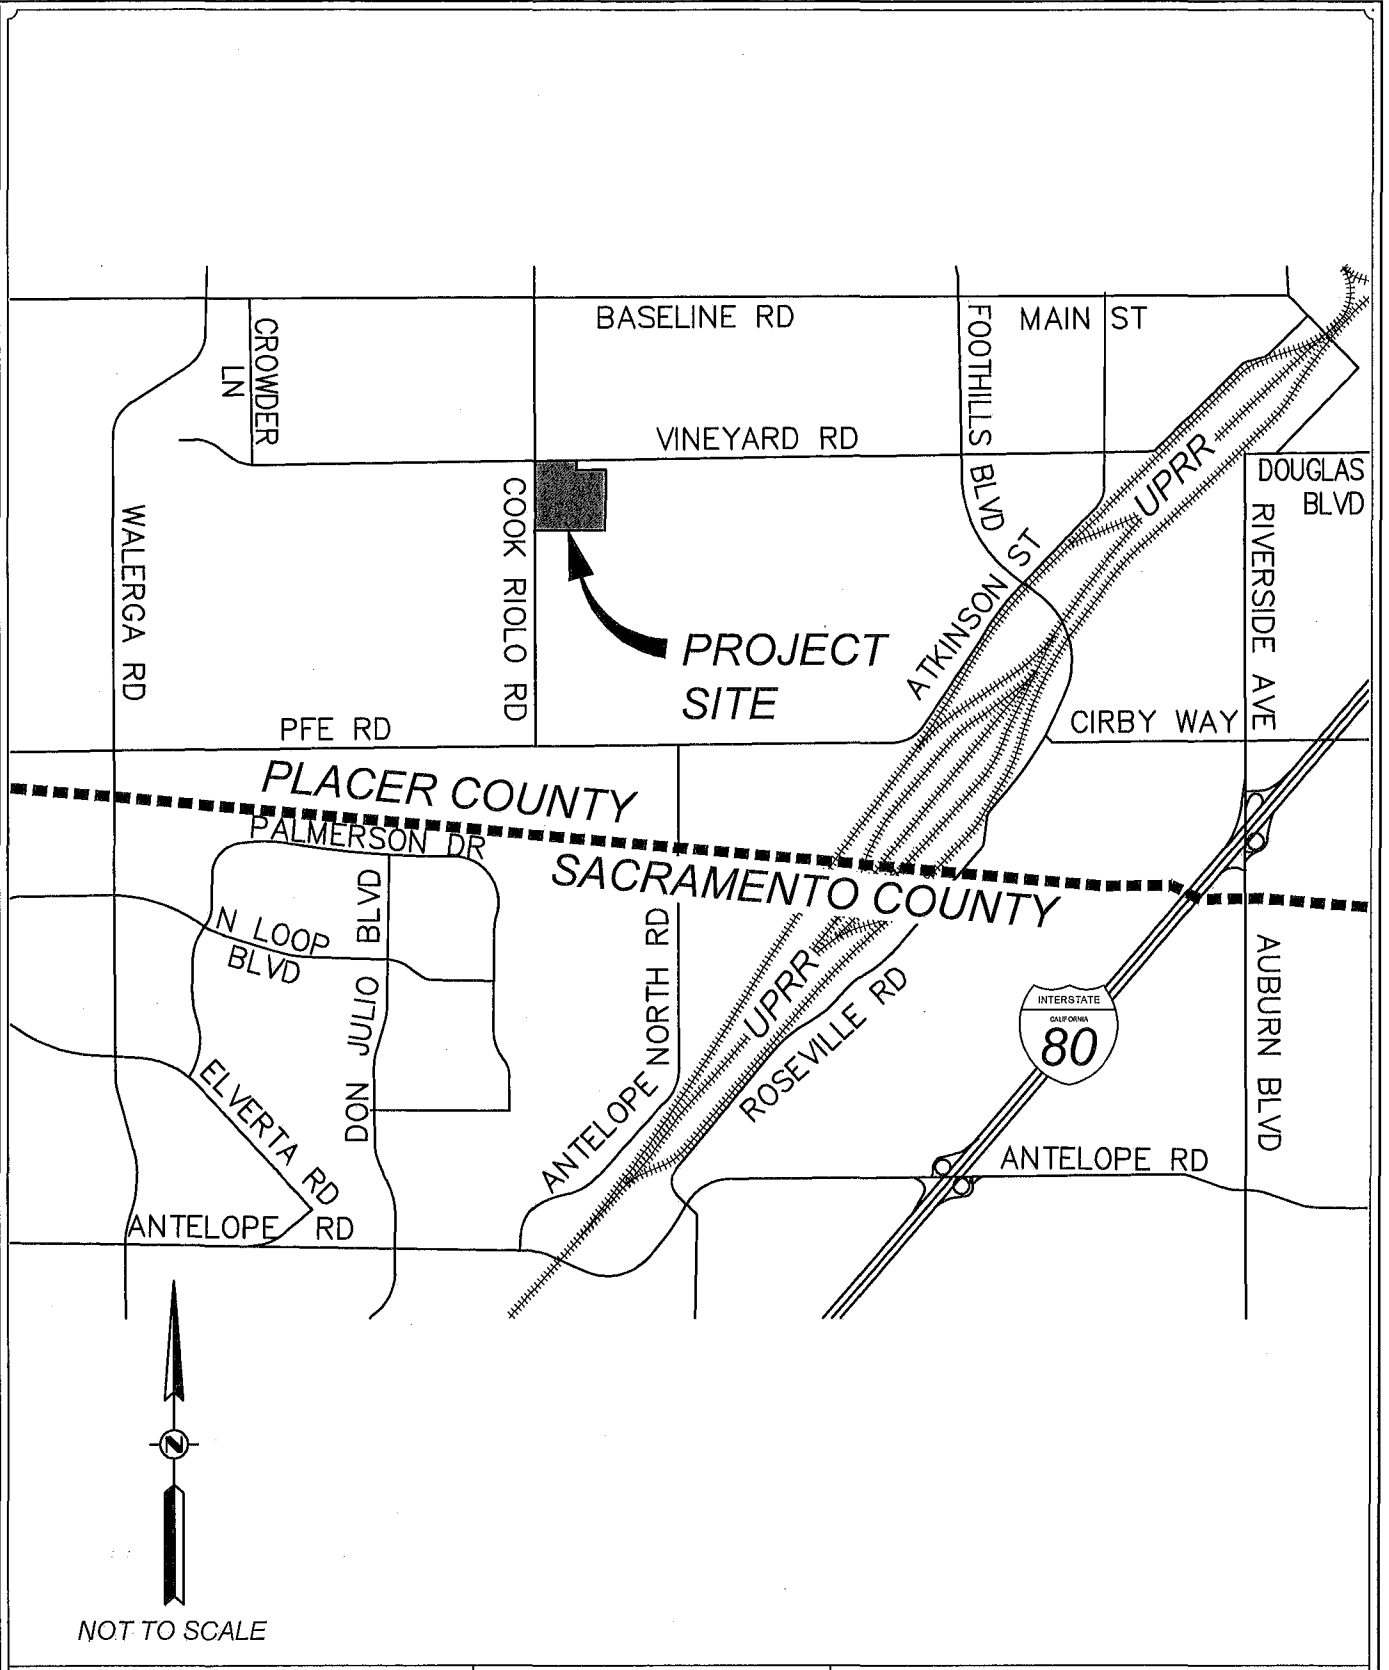 BASELINE RD
MAIN ST
CROWDER
LN
FOOTHILLS BLVD
VINEYARD RD
UPRR
DOUGLAS
BLVD
WALERGA RD
COOK RIOLO RD
RIVERSIDE AVE
ATKINSON ST
PROJECT
SITE
PFE RD
CIRBY WAY
PLACER COUNTY
PALMERSON DR
SACRAMENTO COUNTY
N LOOP
BLVD
DON JULIO BLVD
ANTELOPE NORTH RD
UPRR
ROSEVILLE RD
INTERSTATE
CALIFORNIA
80
AUBURN BLVD
ELVERTA RD
ANTELOPE RD
ANTELOPE RD
N
NOT TO SCALE